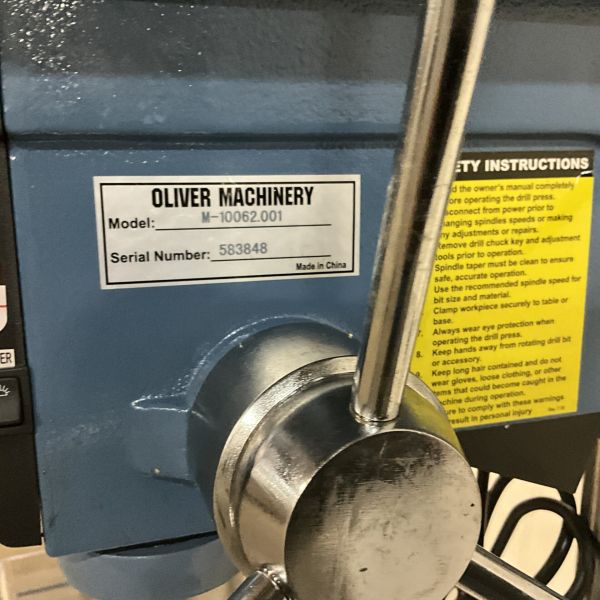 OLIVER MACHINERY
Model: M-10062.001
Serial Number: 583848
Made in China
ETY INSTRUCTIONS
d the owner's manual completely
ore operating the drill press.
connect from power prior to
anging spindles speeds or making
ny adjustments or repairs.
Remove drill chuck key and adjustment
tools prior to operation.
Spindle taper must be clean to ensure
safe, accurate operation.
Use the recommended spindle speed for
bit size and material.
Clamp workpiece securely to table or
base.
7. Always wear eye protection when
operating the drill press.
8. Keep hands away from rotating drill bit
or accessory.
9. Keep long hair contained and do not
wear gloves, loose clothing, or other
items that could become caught in the
chine during operation.
ure to comply with these warnings
result in personal injury
ER